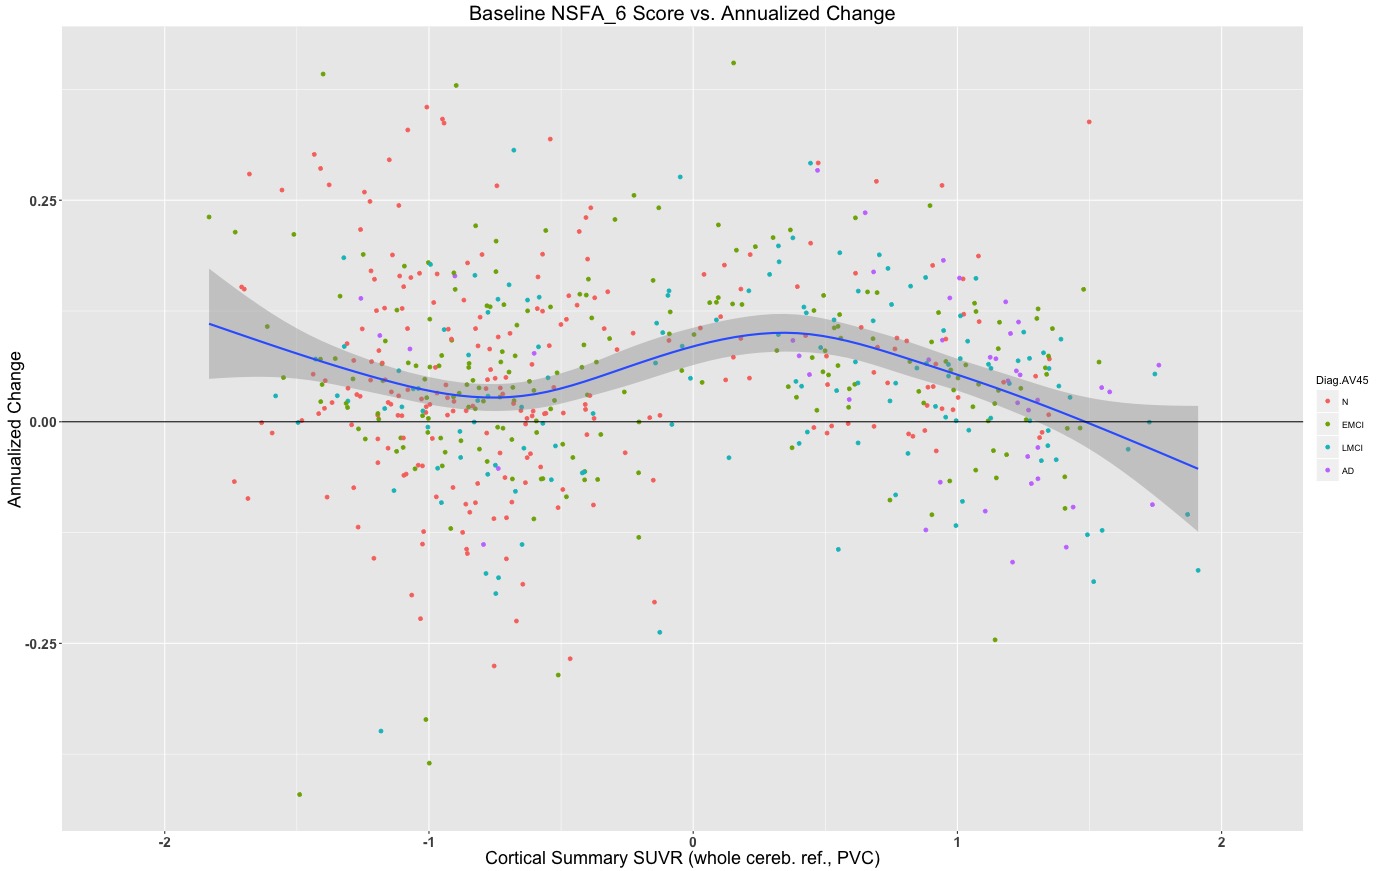 Baseline NSFA_6 Score vs. Annualized Change
Annualized Change
0.25
0.00
-0.25
-2 -1 0 1 2
Cortical Summary SUVR (whole cereb. ref., PVC)
Diag.AV45
N
EMCI
LMCI
AD